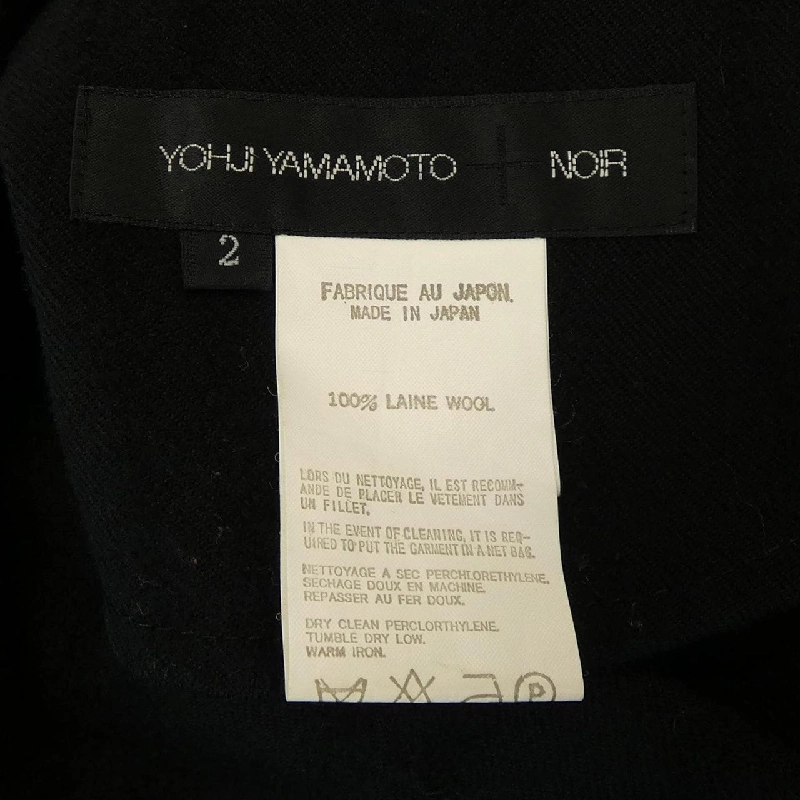 YOHJI YAMAMOTO + NOIR
2
FABRIQUE AU JAPON.
MADE IN JAPAN
100% LAINE WOOL
LORS DU NETTOYAGE, IL EST RECOMM-
ANDE DE PLACER LE VETEMENT DANS
UN FILLET.
IN THE EVENT OF CLEANING, IT IS REQ-
UIRED TO PUT THE GARMENT IN A NET BAG.
NETTOYAGE A SEC PERCHLORETHYLENE.
SECHAGE DOUX EN MACHINE.
REPASSER AU FER DOUX.
DRY CLEAN PERCLORTHYLENE.
TUMBLE DRY LOW.
WARM IRON.
P